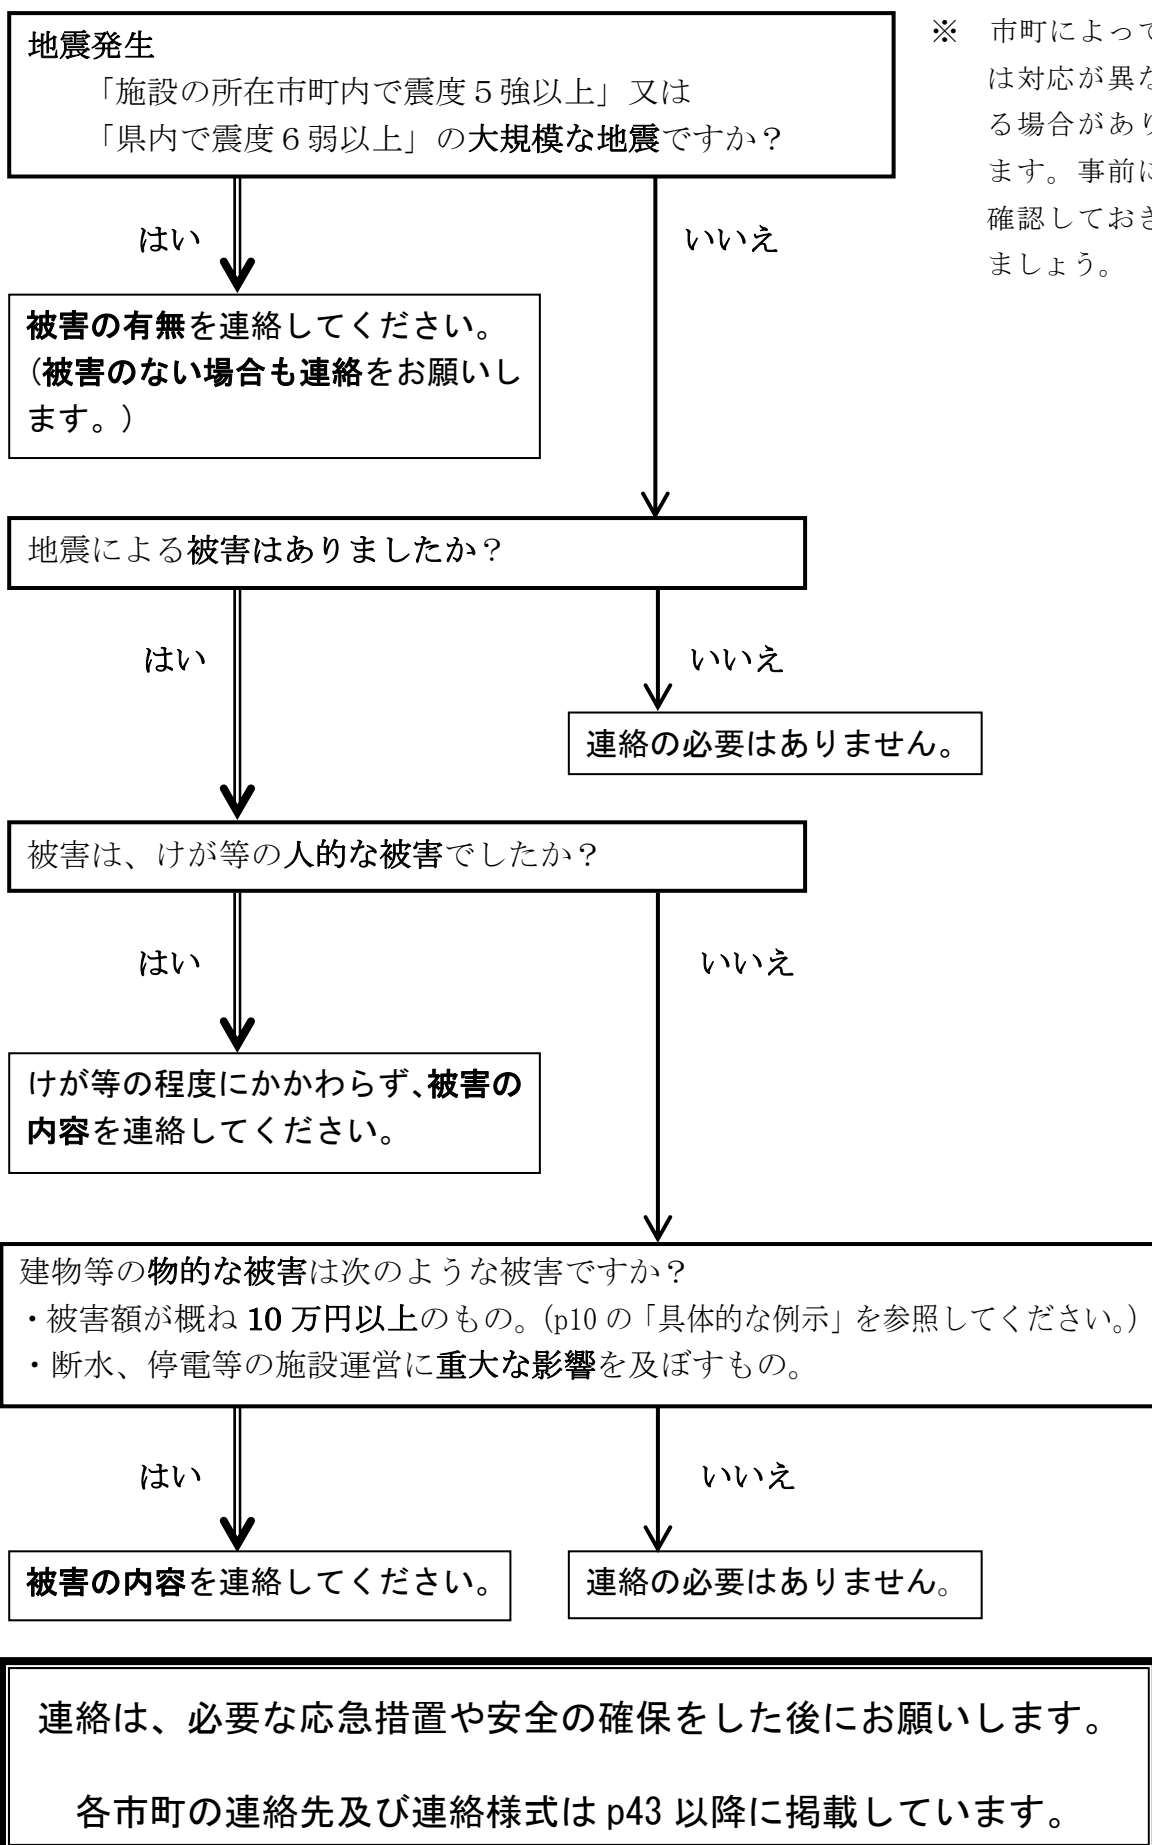 地震発生
「施設の所在市町内で震度５強以上」又は
「県内で震度６弱以上」の大規模な地震ですか？
※　市町によって
は対応が異な
る場合があり
ます。事前に
確認しておき
ましょう。
はい
いいえ
被害の有無を連絡してください。
（被害のない場合も連絡をお願いし
ます。）
地震による被害はありましたか？
はい
いいえ
連絡の必要はありません。
被害は、けが等の人的な被害でしたか？
はい
いいえ
けが等の程度にかかわらず、被害の
内容を連絡してください。
建物等の物的な被害は次のような被害ですか？
・被害額が概ね 10 万円以上のもの。（p10 の「具体的な例示」を参照してください。）
・断水、停電等の施設運営に重大な影響を及ぼすもの。
はい
いいえ
被害の内容を連絡してください。
連絡の必要はありません。
連絡は、必要な応急措置や安全の確保をした後にお願いします。
各市町の連絡先及び連絡様式は p43 以降に掲載しています。